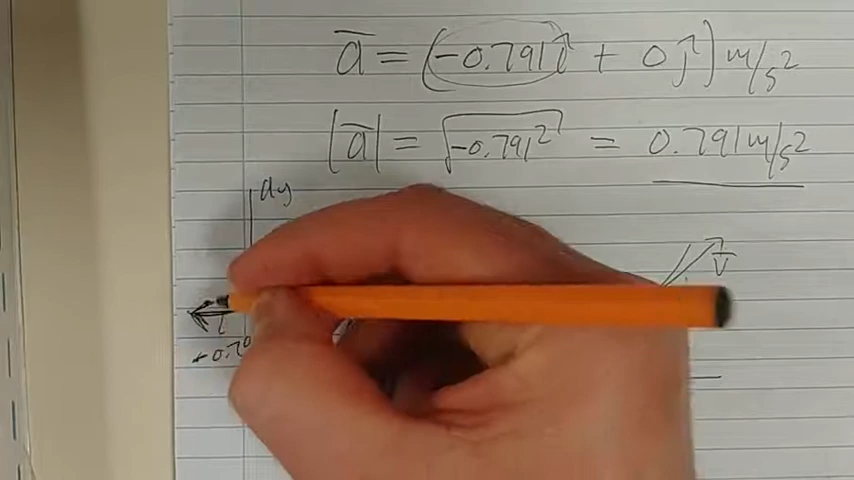 a̅ = (-0.791î + 0ĵ) m/s²
|a̅| = √-0.791² = 0.791 m/s²
ay
v̅